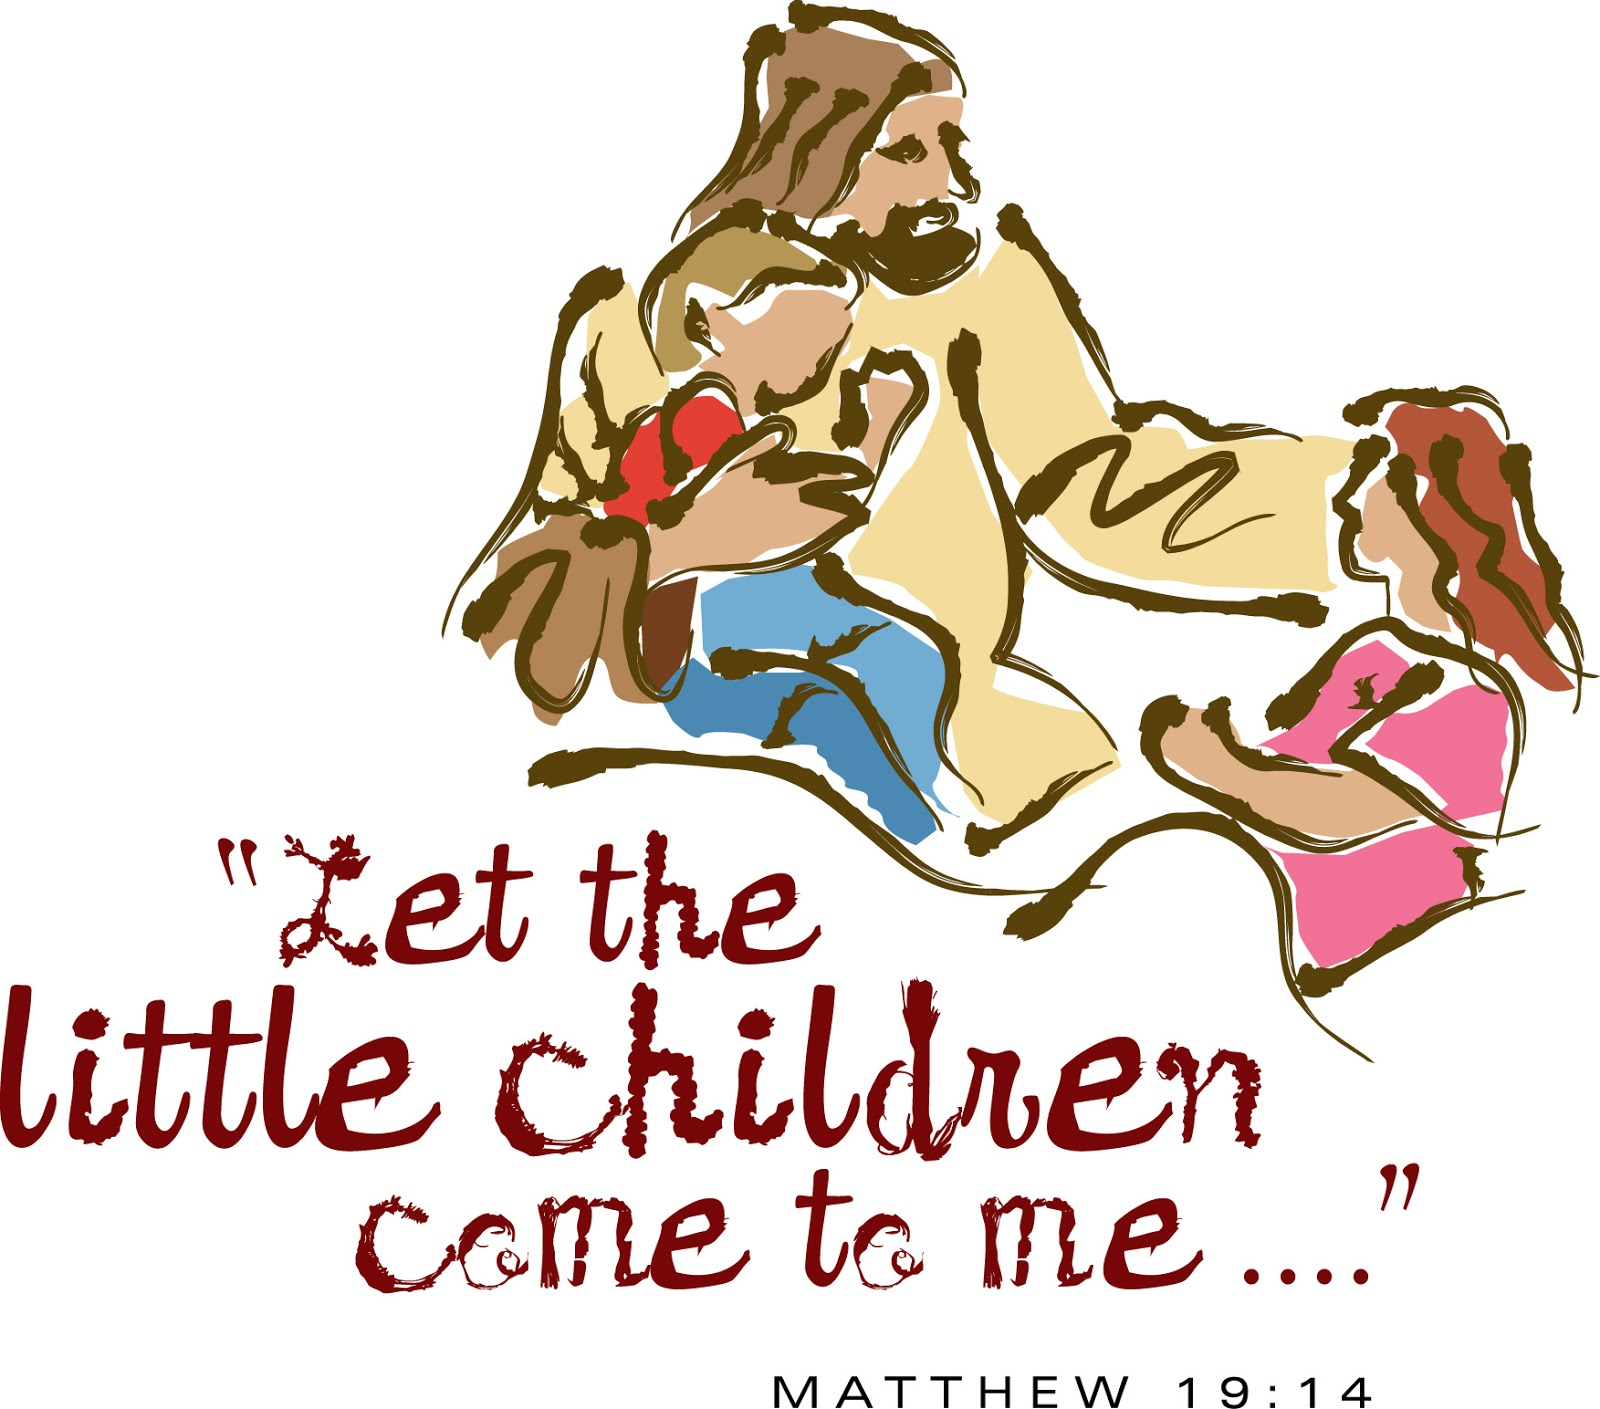 "Let the
little children
come to me ...."
MATTHEW 19:14